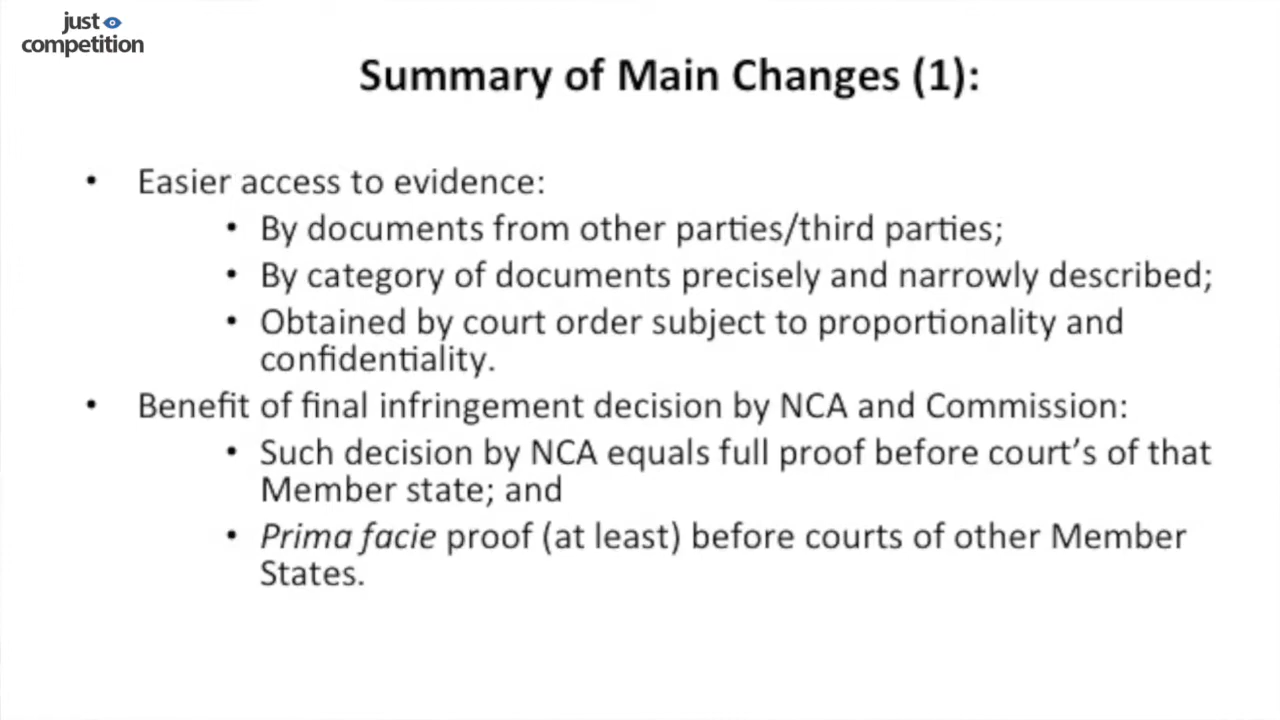 just
competition
Summary of Main Changes (1):
• Easier access to evidence:
• By documents from other parties/third parties;
• By category of documents precisely and narrowly described;
• Obtained by court order subject to proportionality and
confidentiality.
• Benefit of final infringement decision by NCA and Commission:
• Such decision by NCA equals full proof before court’s of that
Member state; and
• Prima facie proof (at least) before courts of other Member
States.